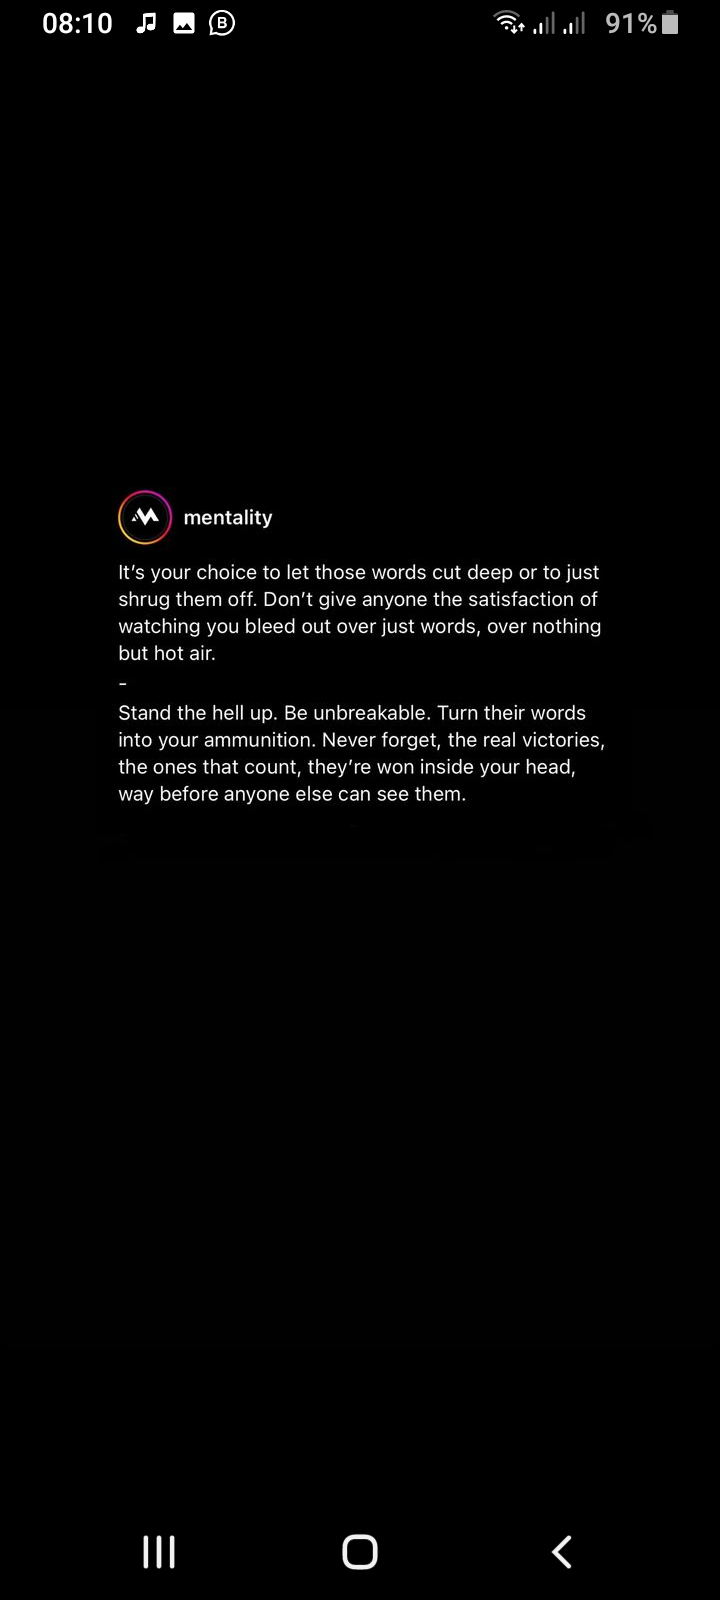 08:10 91%
mentality
It’s your choice to let those words cut deep or to just
shrug them off. Don’t give anyone the satisfaction of
watching you bleed out over just words, over nothing
but hot air.
-
Stand the hell up. Be unbreakable. Turn their words
into your ammunition. Never forget, the real victories,
the ones that count, they’re won inside your head,
way before anyone else can see them.